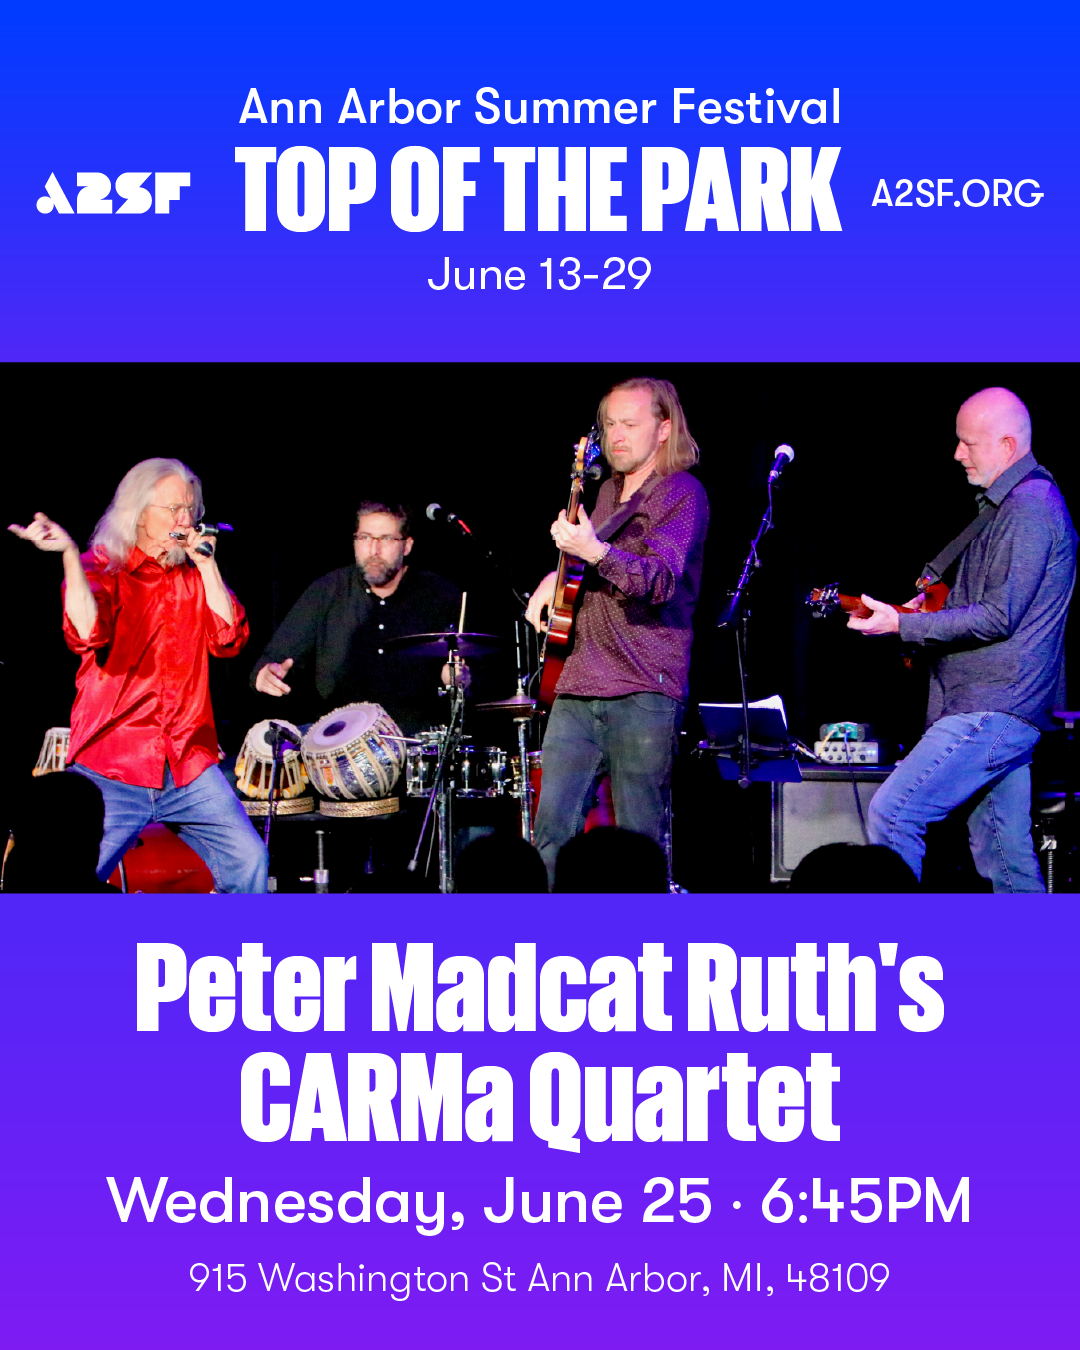 Ann Arbor Summer Festival
A2SF
TOP OF THE PARK
A2SF.ORG
June 13-29
Peter Madcat Ruth's
CARMa Quartet
Wednesday, June 25 · 6:45PM
915 Washington St Ann Arbor, MI, 48109